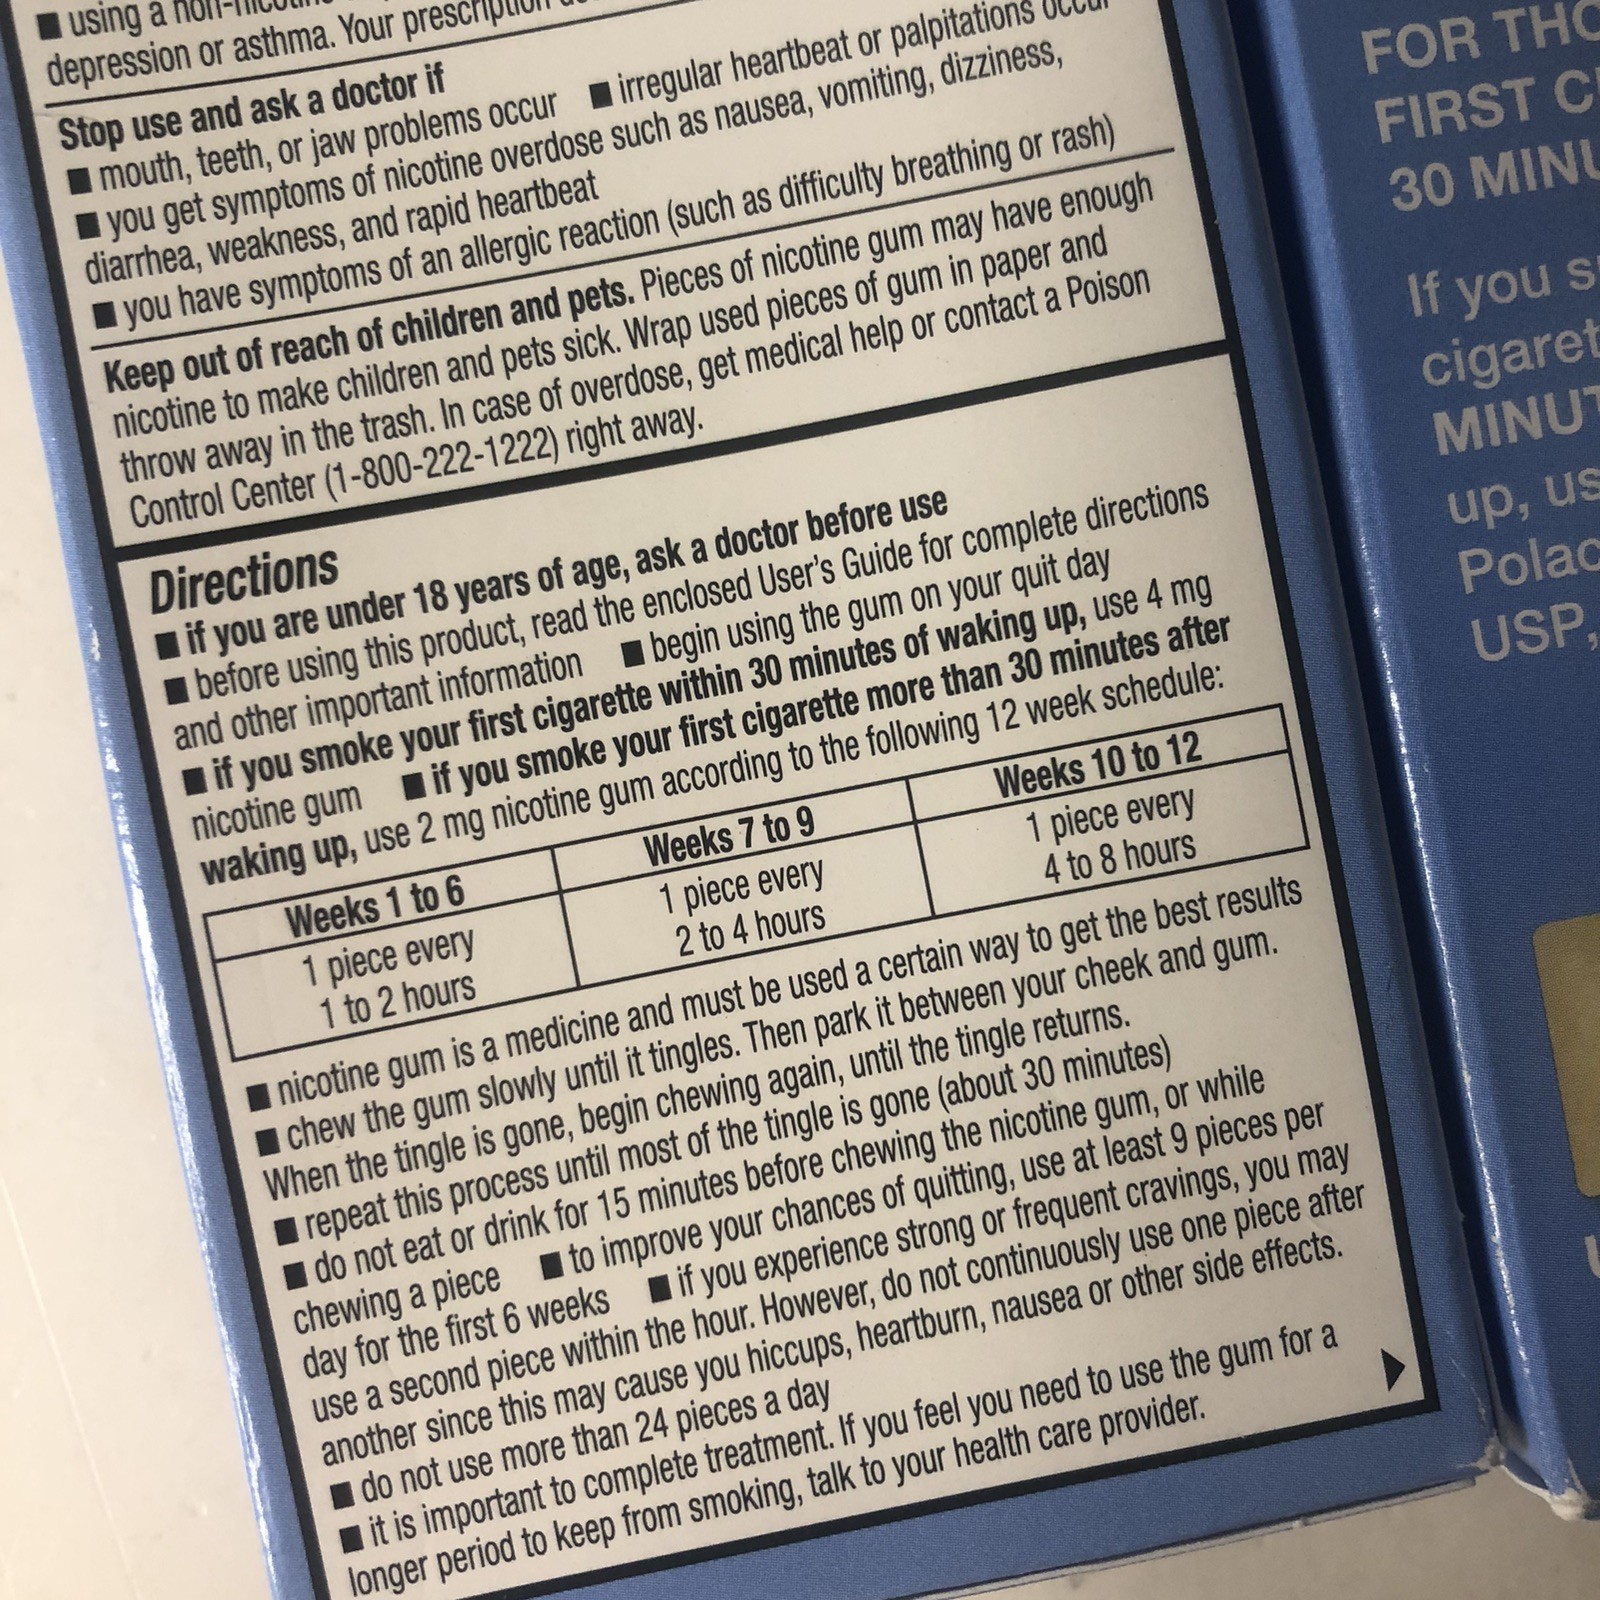 ■ using a
depression or asthma. Your prescription
Stop use and ask a doctor if
■ mouth, teeth, or jaw problems occur ■ irregular heartbeat or palpitations occur
■ you get symptoms of nicotine overdose such as nausea, vomiting, dizziness,
diarrhea, weakness, and rapid heartbeat
■ you have symptoms of an allergic reaction (such as difficulty breathing or rash)
Keep out of reach of children and pets. Pieces of nicotine gum may have enough
nicotine to make children and pets sick. Wrap used pieces of gum in paper and
throw away in the trash. In case of overdose, get medical help or contact a Poison
Control Center (1-800-222-1222) right away.
Directions
■ if you are under 18 years of age, ask a doctor before use
■ before using this product, read the enclosed User's Guide for complete directions
and other important information ■ begin using the gum on your quit day
■ if you smoke your first cigarette within 30 minutes of waking up, use 4 mg
nicotine gum ■ if you smoke your first cigarette more than 30 minutes after
waking up, use 2 mg nicotine gum according to the following 12 week schedule:
Weeks 1 to 6 Weeks 7 to 9 Weeks 10 to 12
1 piece every 1 piece every 1 piece every
1 to 2 hours 2 to 4 hours 4 to 8 hours
■ nicotine gum is a medicine and must be used a certain way to get the best results
■ chew the gum slowly until it tingles. Then park it between your cheek and gum.
When the tingle is gone, begin chewing again, until the tingle returns.
■ repeat this process until most of the tingle is gone (about 30 minutes)
■ do not eat or drink for 15 minutes before chewing the nicotine gum, or while
chewing a piece ■ to improve your chances of quitting, use at least 9 pieces per
day for the first 6 weeks ■ if you experience strong or frequent cravings, you may
use a second piece within the hour. However, do not continuously use one piece after
another since this may cause you hiccups, heartburn, nausea or other side effects.
■ do not use more than 24 pieces a day
■ it is important to complete treatment. If you feel you need to use the gum for a
longer period to keep from smoking, talk to your health care provider.
FOR
FIRST
30
If you
up,
USP,